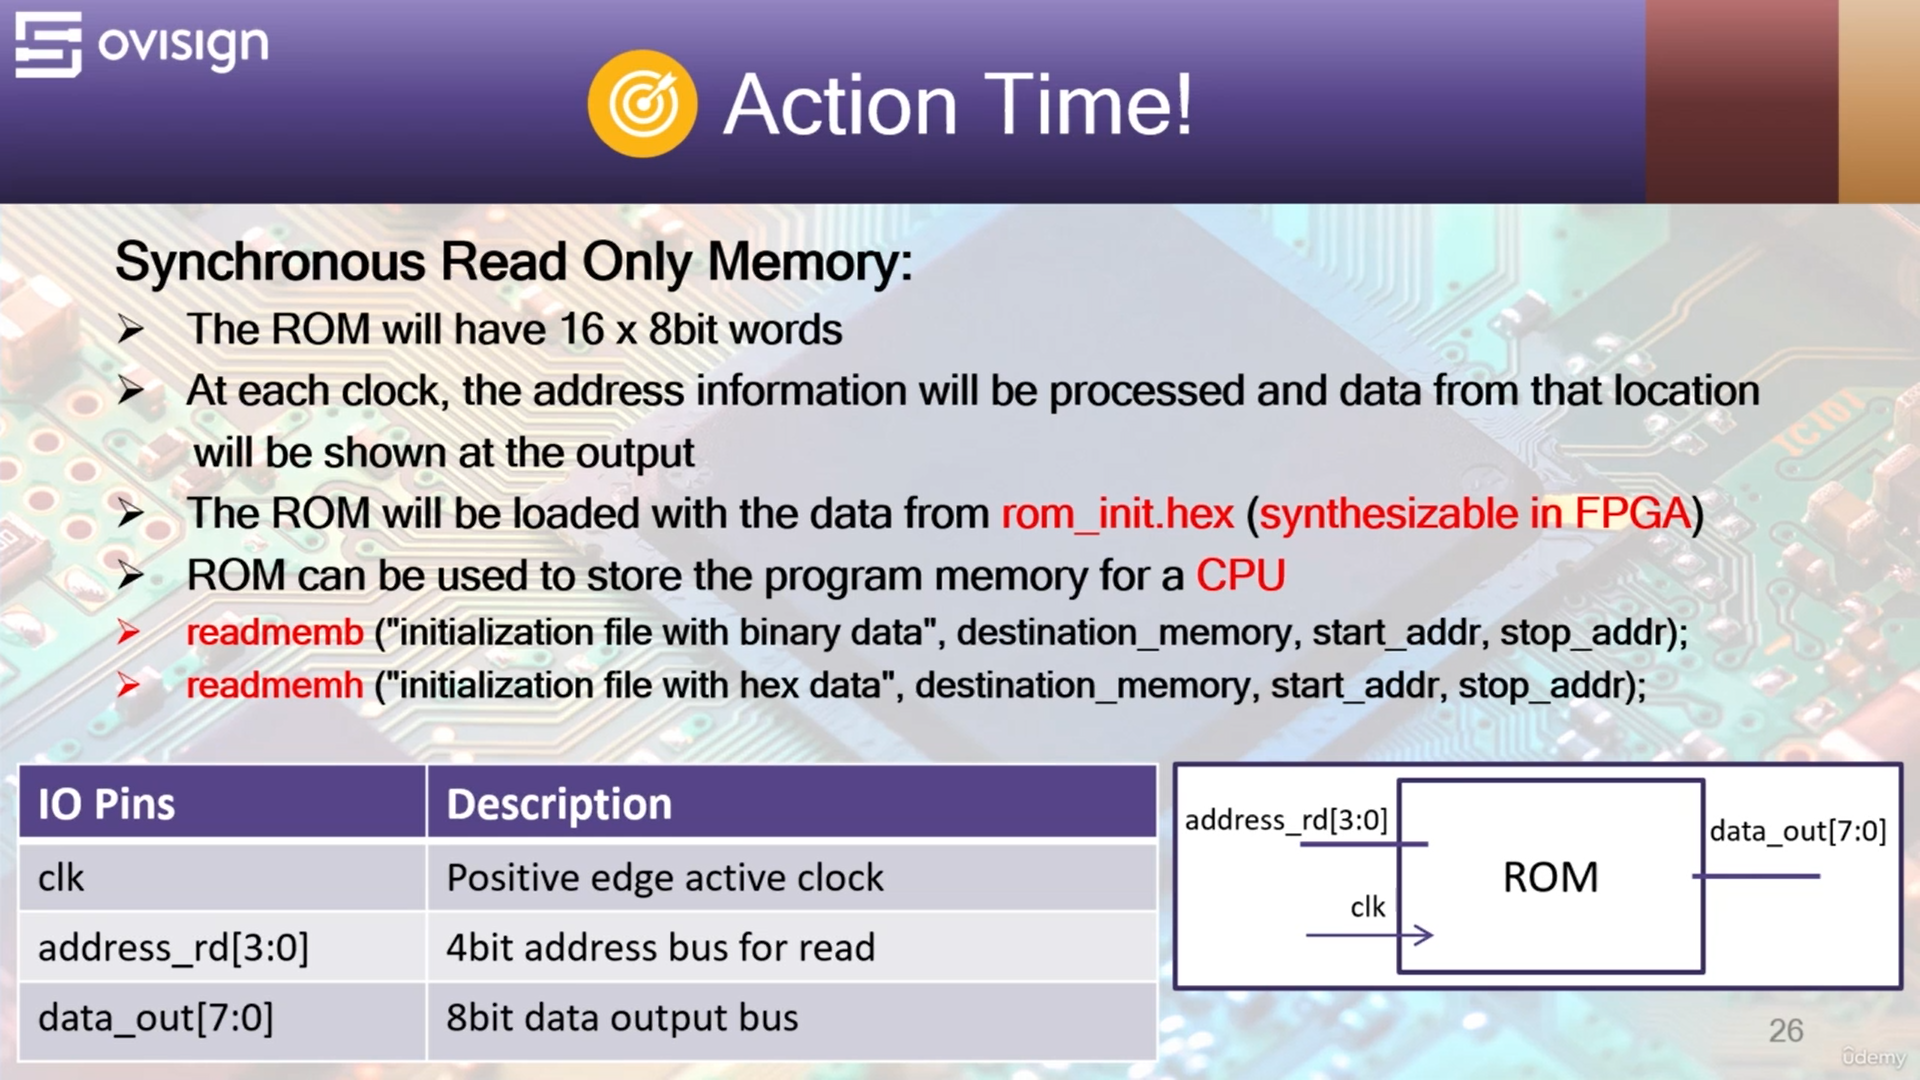 ovisign
Action Time!
Synchronous Read Only Memory:
➢ The ROM will have 16 x 8bit words
➢ At each clock, the address information will be processed and data from that location
will be shown at the output
➢ The ROM will be loaded with the data from rom_init.hex (synthesizable in FPGA)
➢ ROM can be used to store the program memory for a CPU
➢ readmemb ("initialization file with binary data", destination_memory, start_addr, stop_addr);
➢ readmemh ("initialization file with hex data", destination_memory, start_addr, stop_addr);
IO Pins Description
clk Positive edge active clock
address_rd[3:0] 4bit address bus for read
data_out[7:0] 8bit data output bus
address_rd[3:0]
data_out[7:0]
ROM
clk
26
ûdemy
IC101